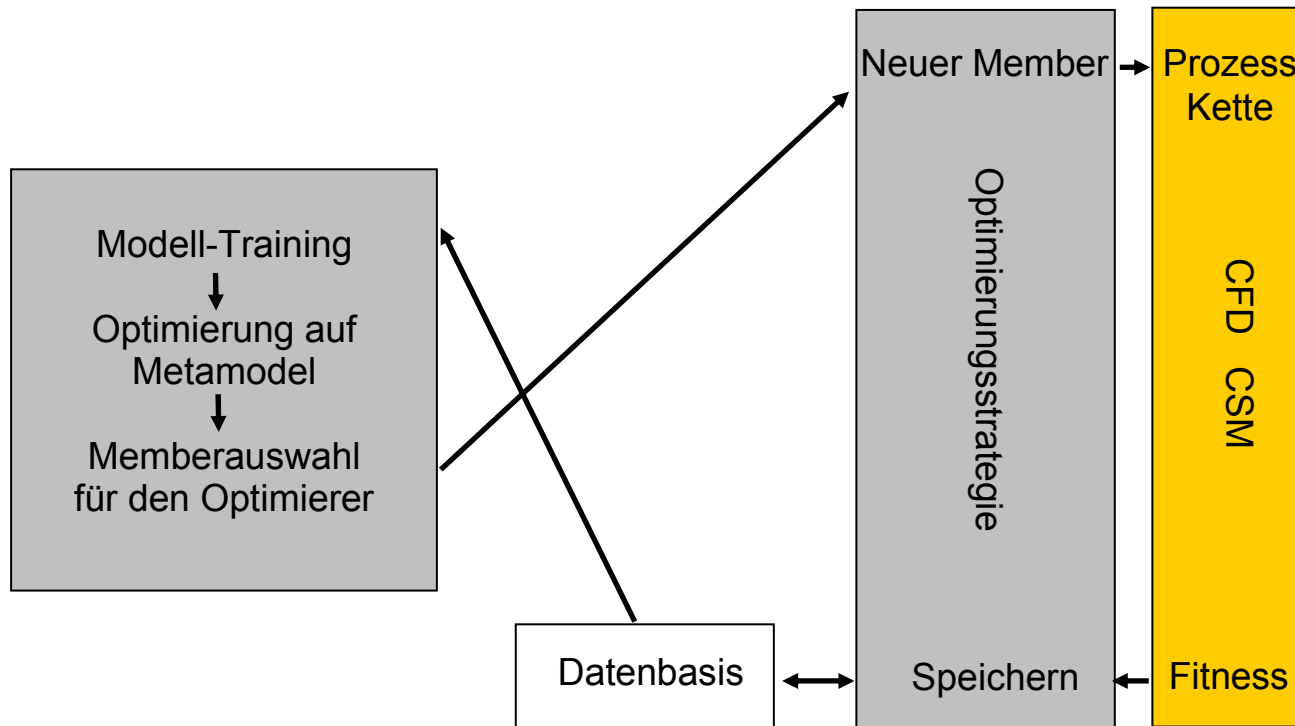 Modell-Training
Optimierung auf
Metamodel
Memberauswahl
für den Optimierer
Datenbasis
Neuer Member
Optimierungsstrategie
Speichern
Prozess
Kette
CFD CSM
Fitness